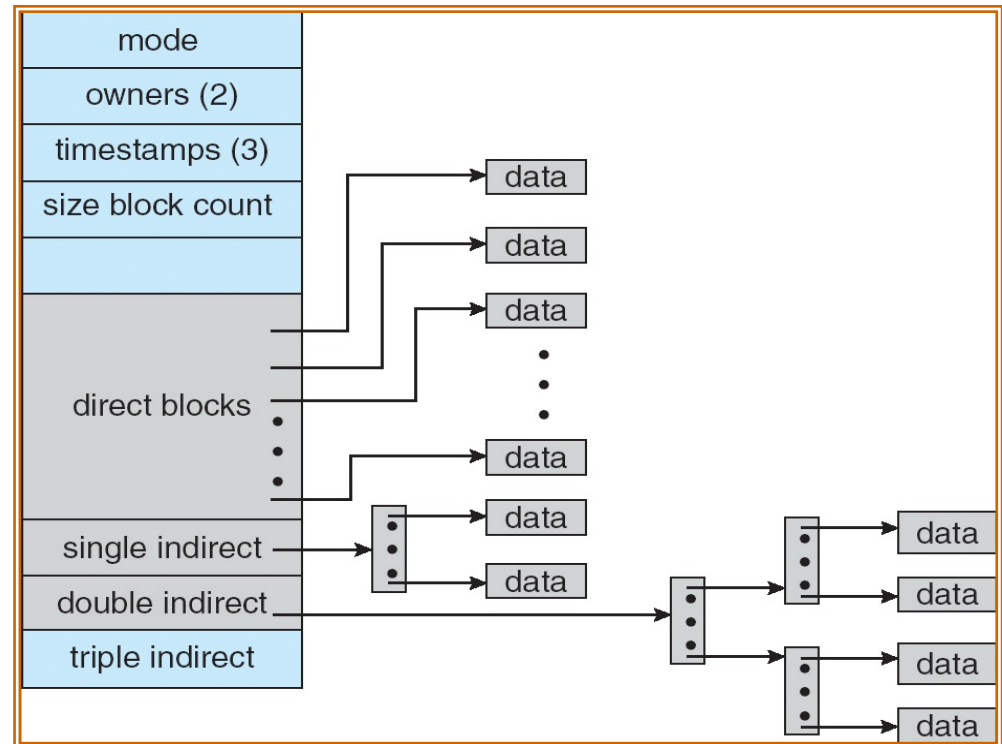 mode
owners (2)
timestamps (3)
size block count
direct blocks
single indirect
double indirect
triple indirect
data
data
data
data
data
data
data
data
data
data